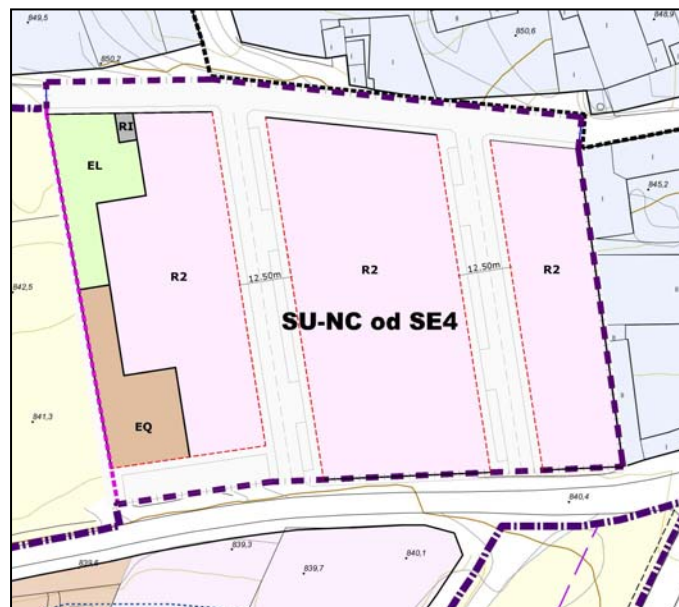 849,5
850,2
850,6
848,9
I
I
I
I
RI
EL
842,5
R2
12.50m
R2
12.50m
R2
845,2
SU-NC od SE4
841,3
EQ
840,4
839,3
839,7
840,1